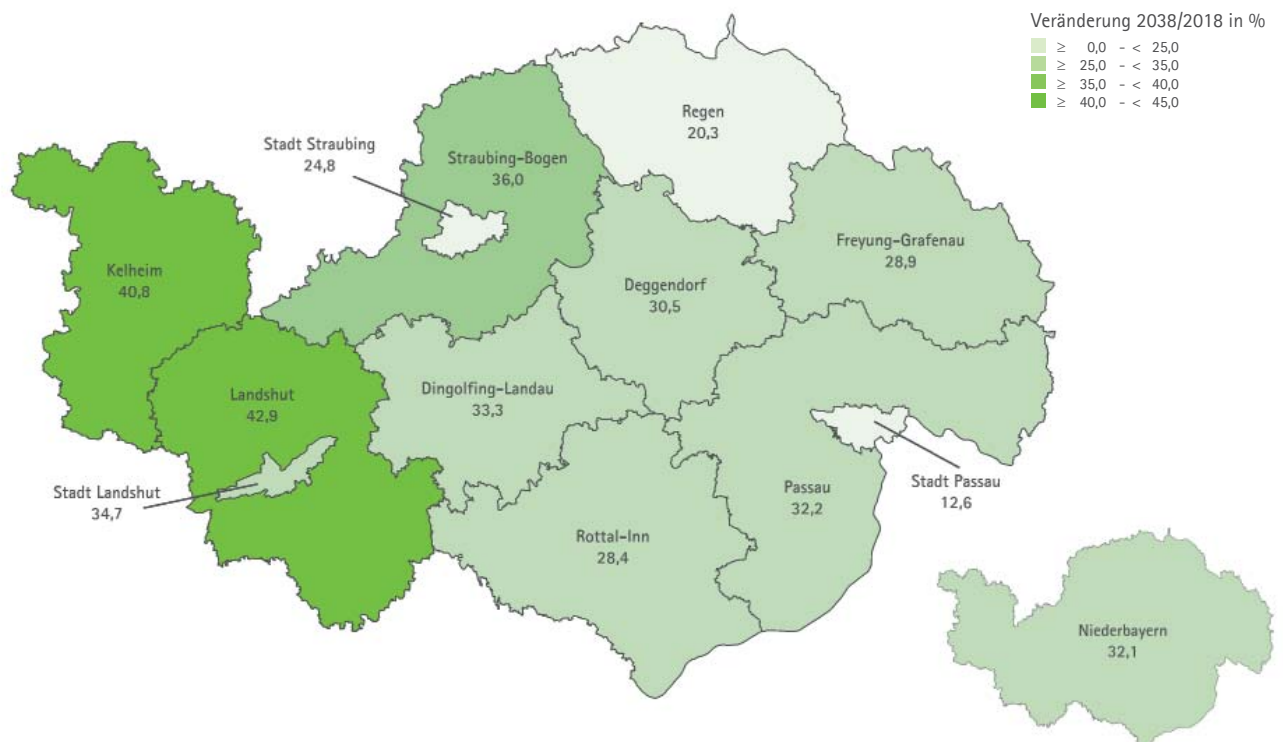 Veränderung 2038/2018 in %
≥ 0,0 - < 25,0
≥ 25,0 - < 35,0
≥ 35,0 - < 40,0
≥ 40,0 - < 45,0
Regen
20,3
Stadt Straubing
24,8
Straubing-Bogen
36,0
Freyung-Grafenau
28,9
Kelheim
40,8
Deggendorf
30,5
Dingolfing-Landau
33,3
Landshut
42,9
Stadt Landshut
34,7
Passau
32,2
Stadt Passau
12,6
Rottal-Inn
28,4
Niederbayern
32,1